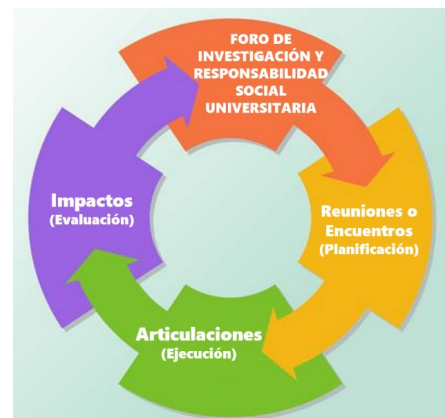 FORO DE
INVESTIGACIÓN Y
RESPONSABILIDAD
SOCIAL
UNIVERSITARIA
Reuniones o
Encuentros
(Planificación)
Articulaciones
(Ejecución)
Impactos
(Evaluación)